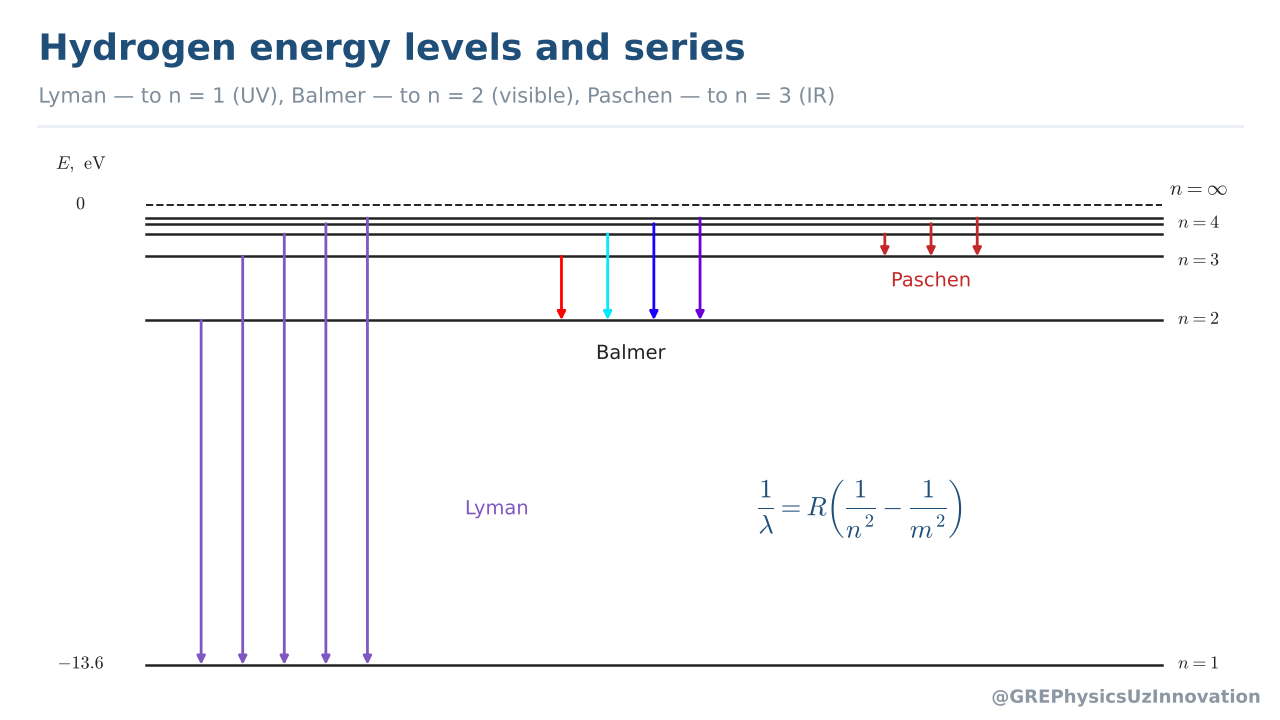 Hydrogen energy levels and series
Lyman — to n = 1 (UV), Balmer — to n = 2 (visible), Paschen — to n = 3 (IR)
E, eV
n = ∞
0
n = 4
n = 3
Paschen
n = 2
Balmer
Lyman
1/λ = R(1/n² − 1/m²)
−13.6
n = 1
@GREPhysicsUzInnovation